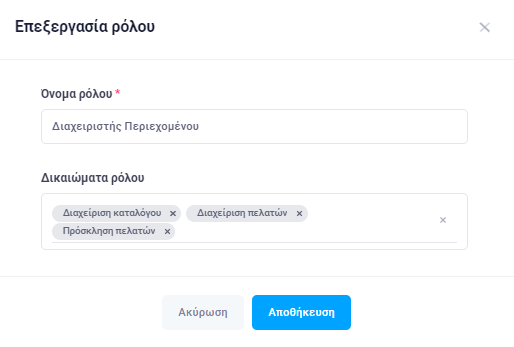 Επεξεργασία ρόλου
Όνομα ρόλου *
Διαχειριστής Περιεχομένου
Δικαιώματα ρόλου
Διαχείριση καταλόγου × Διαχείριση πελατών ×
Πρόσκληση πελατών ×
Ακύρωση Αποθήκευση